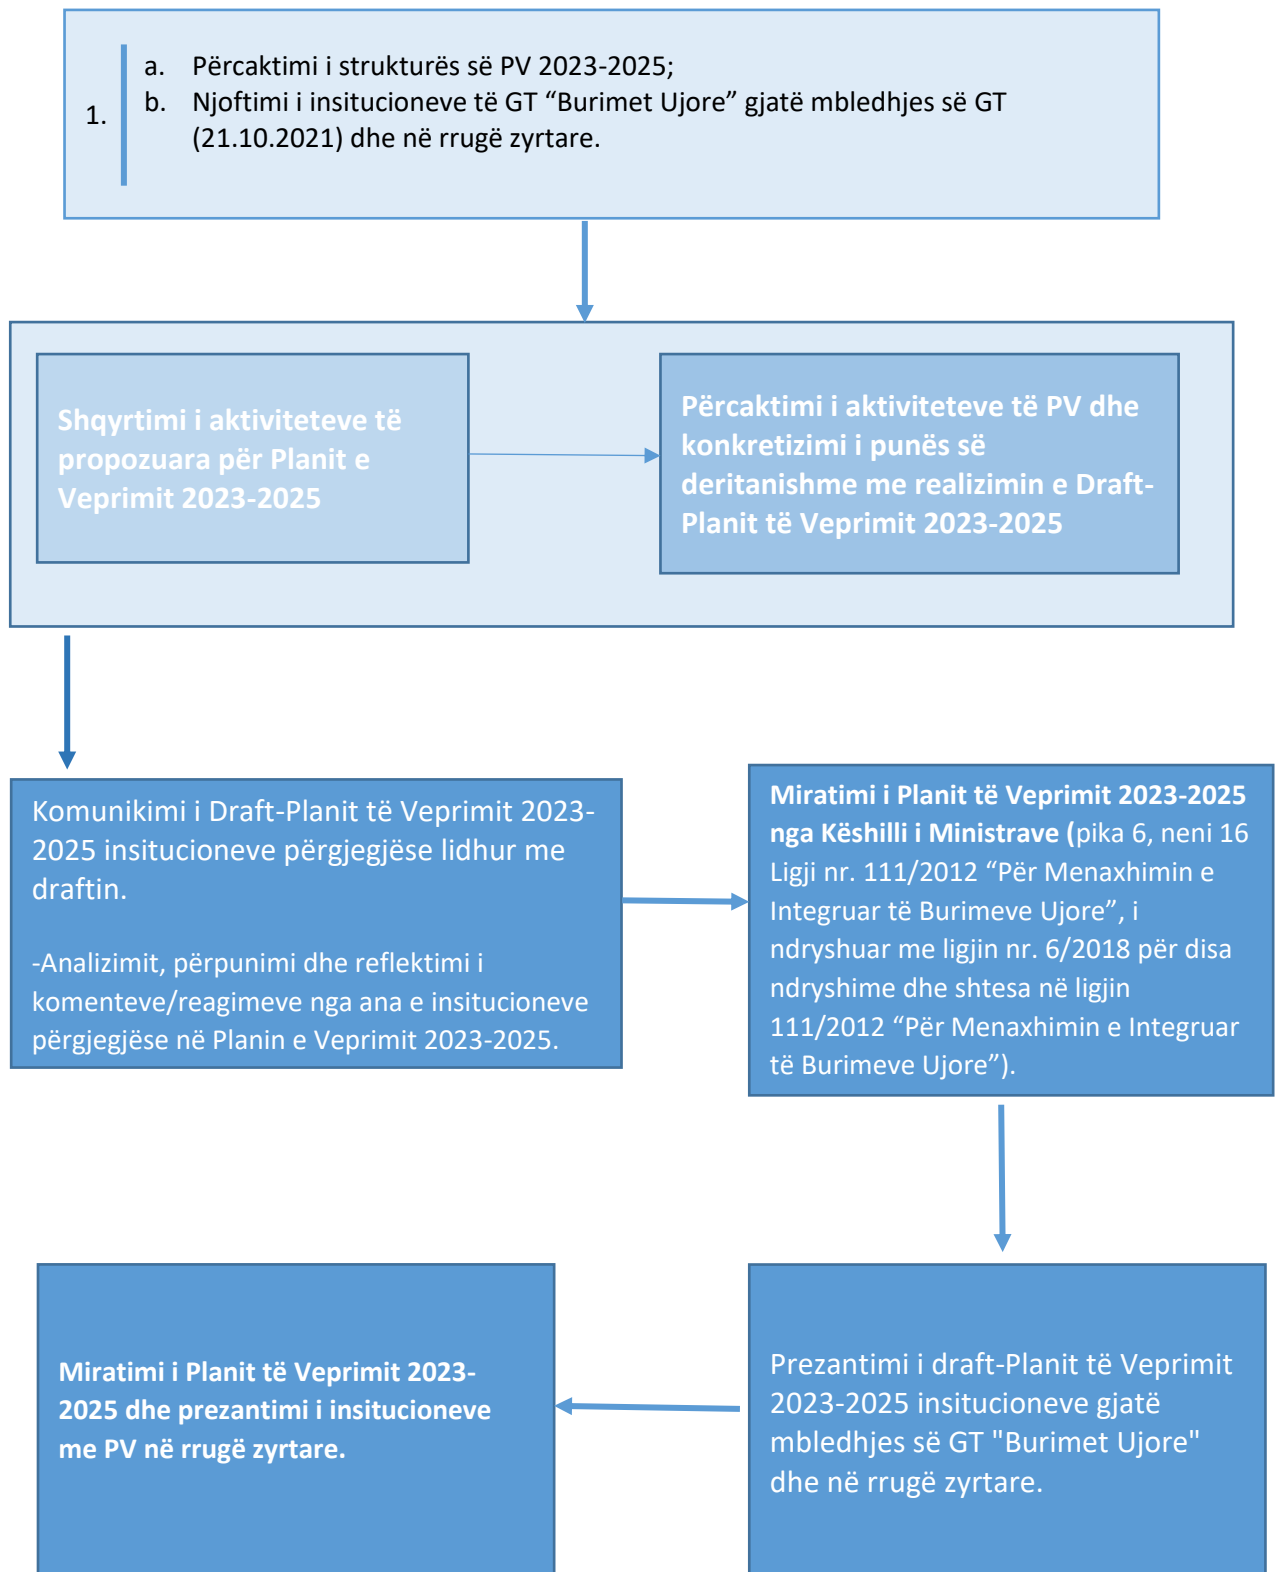 1.
a. Përcaktimi i strukturës së PV 2023-2025;
b. Njoftimi i insitucioneve të GT “Burimet Ujore” gjatë mbledhjes së GT
(21.10.2021) dhe në rrugë zyrtare.
Shqyrtimi i aktiviteteve të
propozuara për Planit e
Veprimit 2023-2025
Përcaktimi i aktiviteteve të PV dhe
konkretizimi i punës së
deritanishme me realizimin e Draft-
Planit të Veprimit 2023-2025
Komunikimi i Draft-Planit të Veprimit 2023-
2025 insitucioneve përgjegjëse lidhur me
draftin.
-Analizimit, përpunimi dhe reflektimi i
komenteve/reagimeve nga ana e insitucioneve
përgjegjëse në Planin e Veprimit 2023-2025.
Miratimi i Planit të Veprimit 2023-2025
nga Këshilli i Ministrave (pika 6, neni 16
Ligji nr. 111/2012 “Për Menaxhimin e
Integruar të Burimeve Ujore”, i
ndryshuar me ligjin nr. 6/2018 për disa
ndryshime dhe shtesa në ligjin
111/2012 “Për Menaxhimin e Integruar
të Burimeve Ujore”).
Prezantimi i draft-Planit të Veprimit
2023-2025 insitucioneve gjatë
mbledhjes së GT "Burimet Ujore"
dhe në rrugë zyrtare.
Miratimi i Planit të Veprimit 2023-
2025 dhe prezantimi i insitucioneve
me PV në rrugë zyrtare.